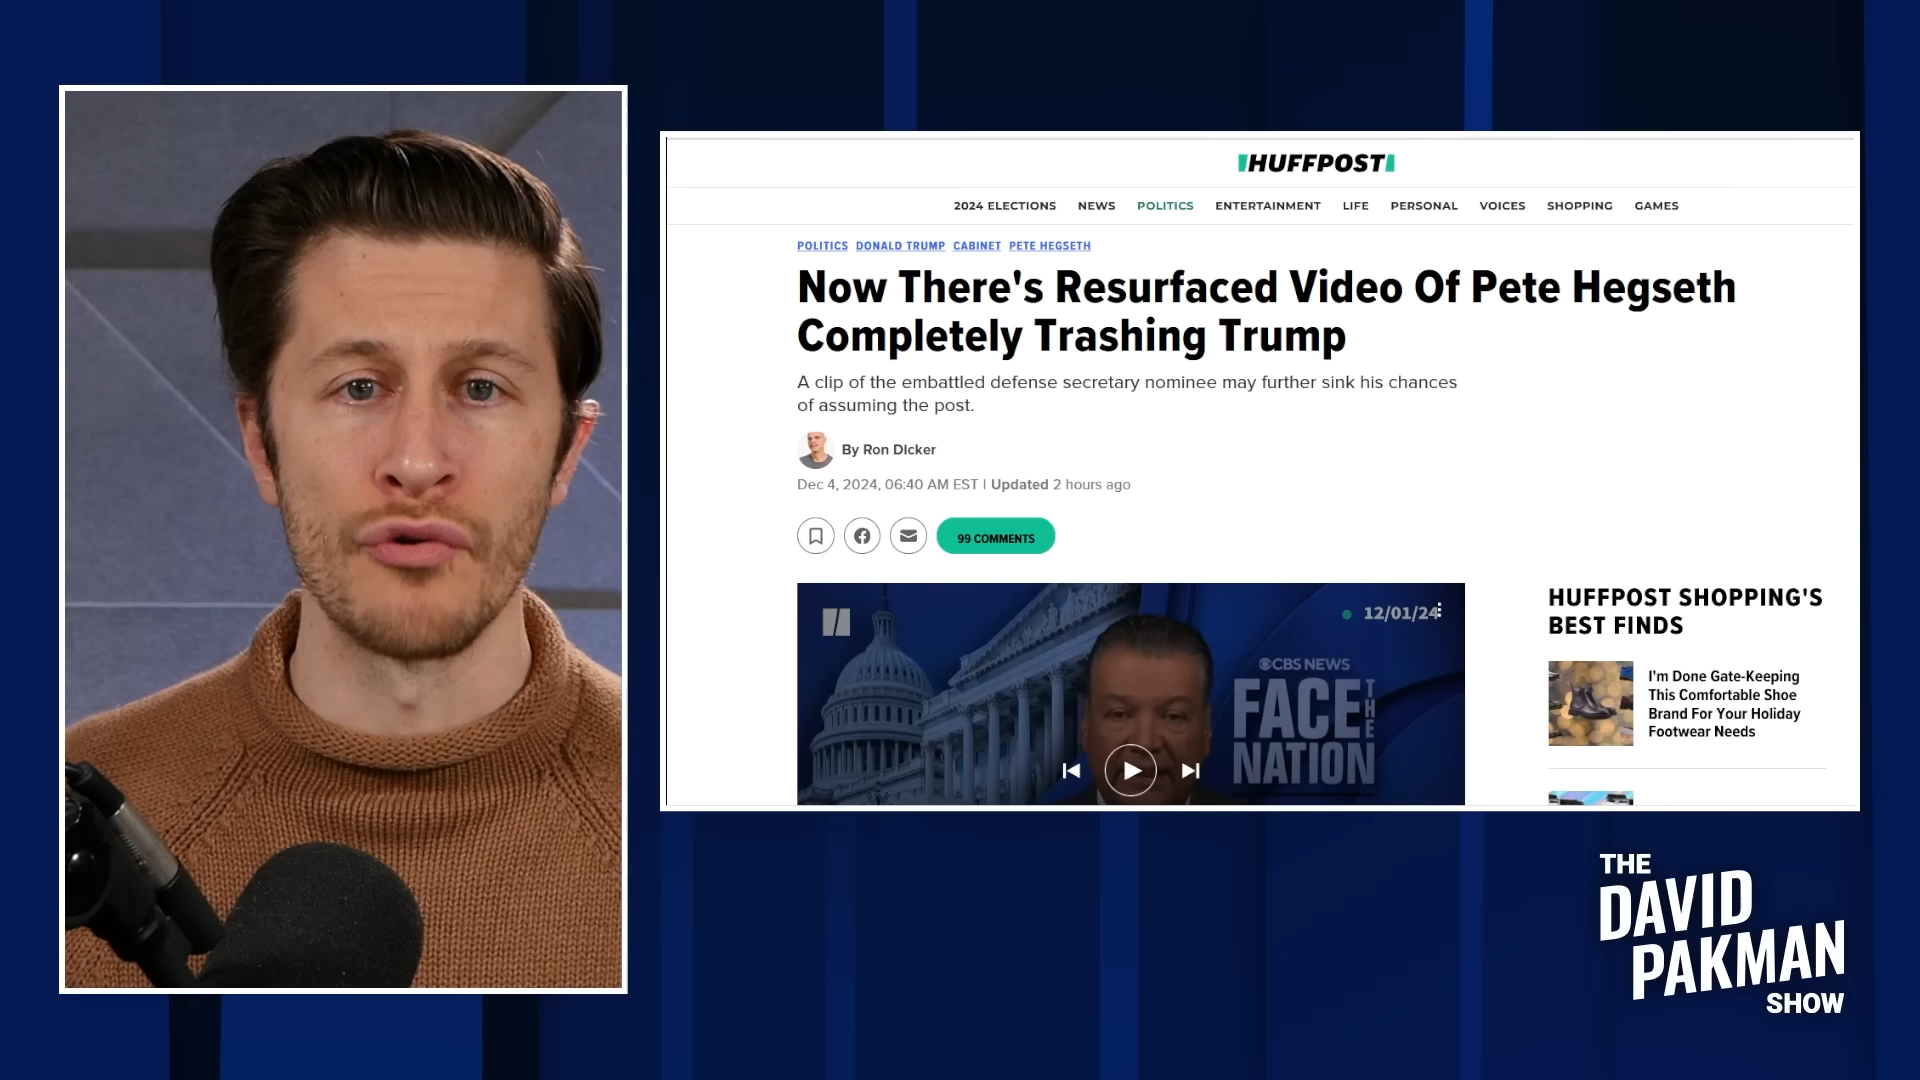 HUFFPOST
2024 ELECTIONS NEWS POLITICS ENTERTAINMENT LIFE PERSONAL VOICES SHOPPING GAMES
POLITICS DONALD TRUMP CABINET PETE HEGSETH
Now There's Resurfaced Video Of Pete Hegseth
Completely Trashing Trump
A clip of the embattled defense secretary nominee may further sink his chances
of assuming the post.
By Ron Dicker
Dec 4, 2024, 06:40 AM EST | Updated 2 hours ago
99 COMMENTS
12/01/24
CBS NEWS
FACE
THE
NATION
HUFFPOST SHOPPING'S
BEST FINDS
I'm Done Gate-Keeping
This Comfortable Shoe
Brand For Your Holiday
Footwear Needs
THE
DAVID
PAKMAN
SHOW